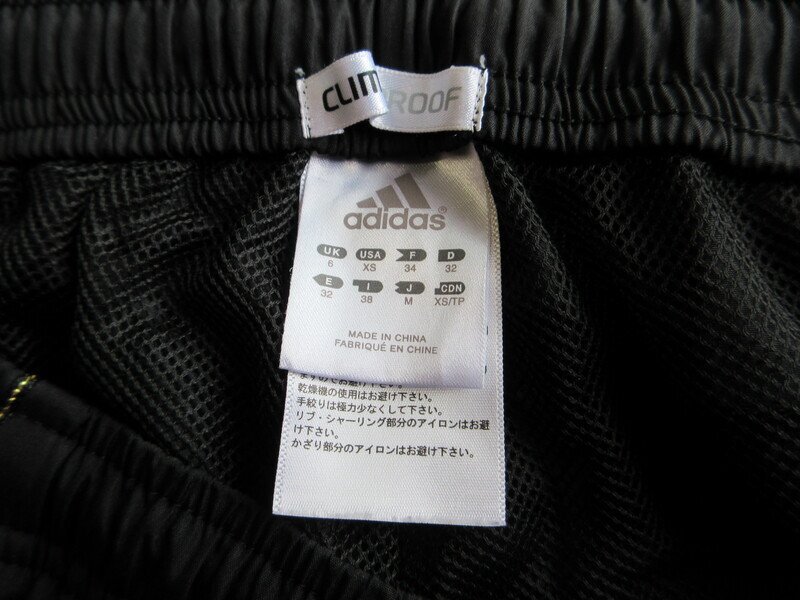 CLIM ROOF
adidas
UK USA F D
6 XS 34 32
E I J CDN
32 38 M XS/TP
MADE IN CHINA
FABRIQUÉ EN CHINE
乾燥機の使用はお避け下さい。
手絞りは極力少なくして下さい。
リブ・シャーリング部分のアイロンはお避
け下さい。
かざり部分のアイロンはお避け下さい。